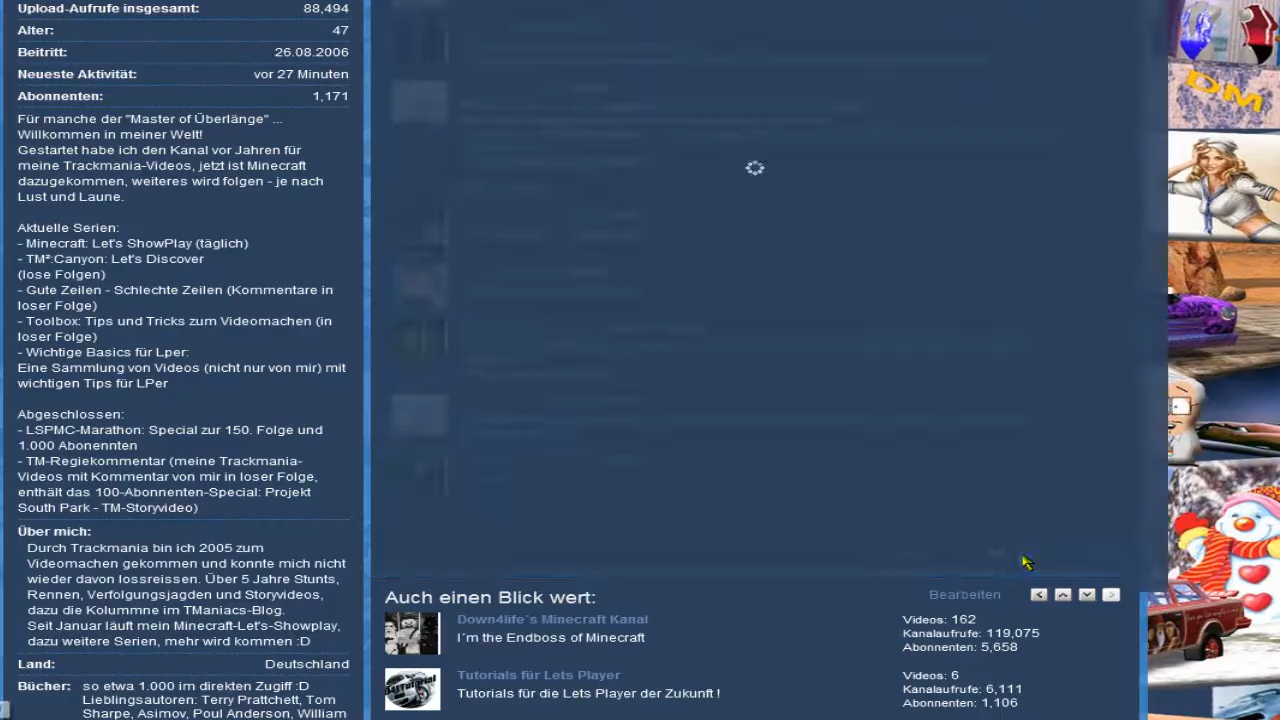 Upload-Aufrufe insgesamt: 88,494
Alter: 47
Beitritt: 26.08.2006
Neueste Aktivität: vor 27 Minuten
Abonnenten: 1,171
Für manche der "Master of Überlänge" ...
Willkommen in meiner Welt!
Gestartet habe ich den Kanal vor Jahren für
meine Trackmania-Videos, jetzt ist Minecraft
dazugekommen, weiteres wird folgen - je nach
Lust und Laune.
Aktuelle Serien:
- Minecraft: Let's ShowPlay (täglich)
- TM²:Canyon: Let's Discover
(lose Folgen)
- Gute Zeilen - Schlechte Zeilen (Kommentare in
loser Folge)
- Toolbox: Tips und Tricks zum Videomachen (in
loser Folge)
- Wichtige Basics für Lper:
Eine Sammlung von Videos (nicht nur von mir) mit
wichtigen Tips für LPer
Abgeschlossen:
- LSPMC-Marathon: Special zur 150. Folge und
1.000 Abonennten
- TM-Regiekommentar (meine Trackmania-
Videos mit Kommentar von mir in loser Folge,
enthält das 100-Abonnenten-Special: Projekt
South Park - TM-Storyvideo)
Über mich:
Durch Trackmania bin ich 2005 zum
Videomachen gekommen und konnte mich nicht
wieder davon lossreissen. Über 5 Jahre Stunts,
Rennen, Verfolgungsjagden und Storyvideos,
dazu die Kolummne im TManiacs-Blog.
Seit Januar läuft mein Minecraft-Let's-Showplay,
dazu weitere Serien, mehr wird kommen :D
Land: Deutschland
Bücher: so etwa 1.000 im direkten Zugiff :D
Lieblingsautoren: Terry Prattchett, Tom
Sharpe, Asimov, Poul Anderson, William
Auch einen Blick wert:
Bearbeiten
Down4life´s Minecraft Kanal
I´m the Endboss of Minecraft
Videos: 162
Kanalaufrufe: 119,075
Abonnenten: 5,658
Tutorials für Lets Player
Tutorials für die Lets Player der Zukunft !
Videos: 6
Kanalaufrufe: 6,111
Abonnenten: 1,106
DM